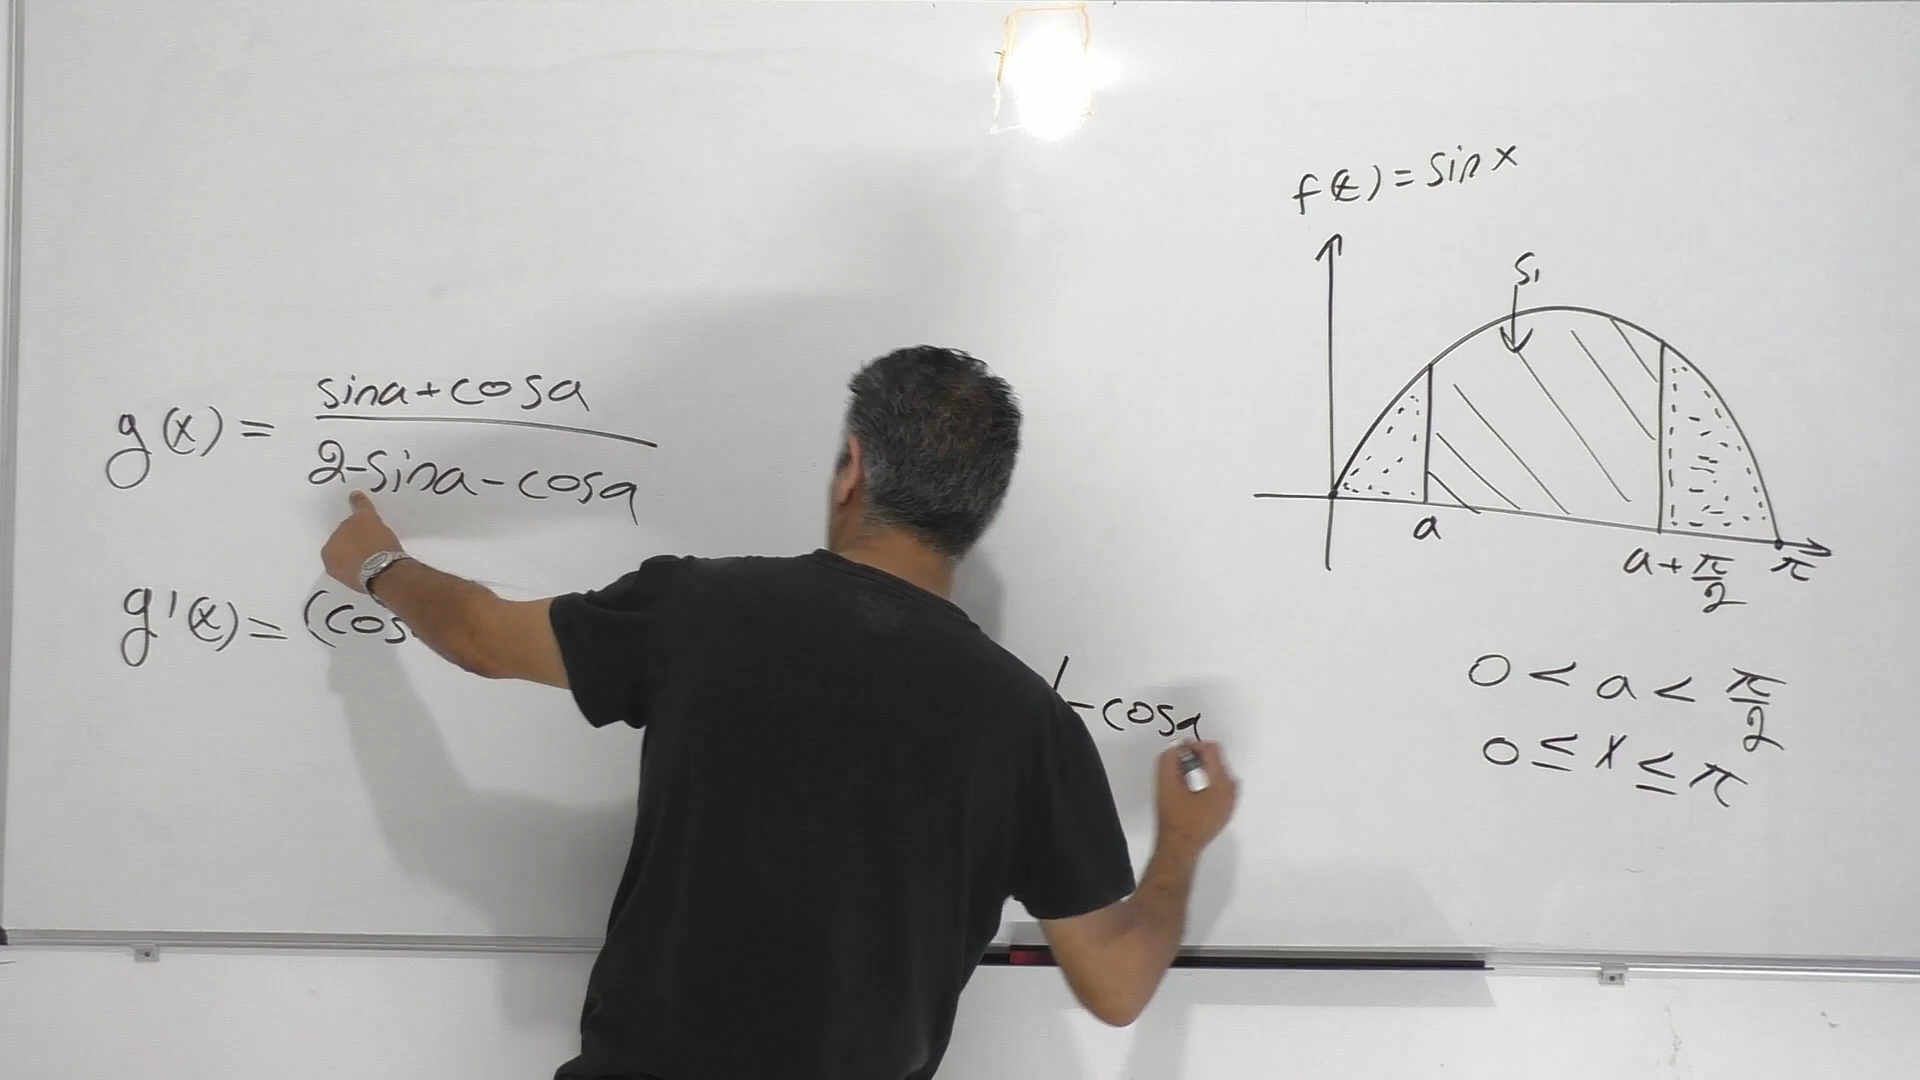 f(x) = sin x
S₁
g(x) = sina + cosa / 2 - sina - cosa
a
a + π/2
π
g'(x) = (cos
- cosa
0 < a < π/2
0 ≤ x ≤ π